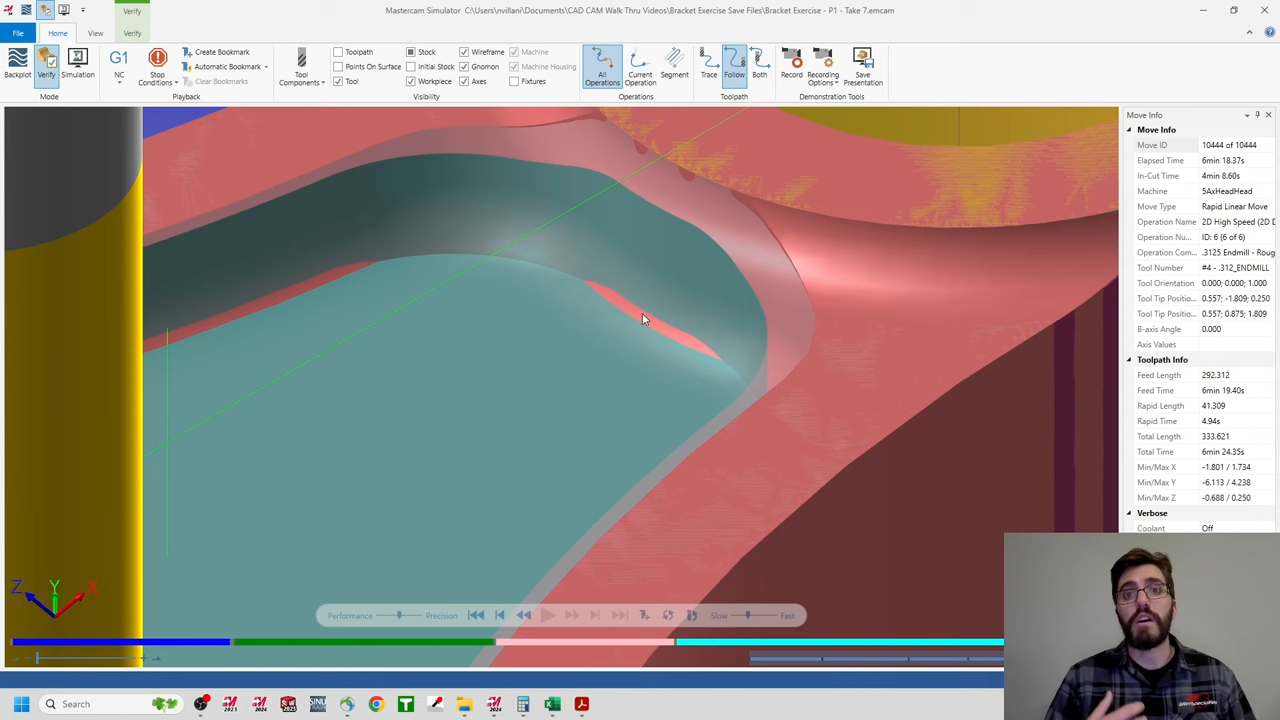 Verify
Mastercam Simulator C:\Users\nvillani\Documents\CAD CAM Walk Thru Videos\Bracket Exercise Save Files\Bracket Exercise - P1 - Take 7.emcam
File Home View Verify
Backplot Verify Simulation
Mode
G1 NC
Stop Conditions
Create Bookmark
Automatic Bookmark
Clear Bookmarks
Playback
Tool Components
Toolpath Stock Wireframe Machine
Points On Surface Initial Stock Gnomon Machine Housing
Tool Workpiece Axes Fixtures
Visibility
All Operations Current Operation Segment
Operations
Trace Follow Both
Toolpath
Record Recording Options Save Presentation
Demonstration Tools
Move Info
Move Info
Move ID 10444 of 10444
Elapsed Time 6min 18.37s
In-Cut Time 4min 8.60s
Machine 5AxHeadHead
Move Type Rapid Linear Move
Operation Name 2D High Speed (2D D
Operation Nu... ID: 6 (6 of 6)
Operation Com... .3125 Endmill - Roug
Tool Number #4 - .312_ENDMILL
Tool Orientation 0.000; 0.000; 1.000
Tool Tip Positio... 0.557; -1.809; 0.250
Tool Tip Positio... 0.557; 0.875; 1.809
B-axis Angle 0.000
Axis Values
Toolpath Info
Feed Length 292.312
Feed Time 6min 19.40s
Rapid Length 41.309
Rapid Time 4.94s
Total Length 333.621
Total Time 6min 24.35s
Min/Max X -1.801 / 1.734
Min/Max Y -6.113 / 4.238
Min/Max Z -0.688 / 0.250
Verbose
Coolant Off
Z Y X
Performance Precision Slow Fast
Search
2023 2024